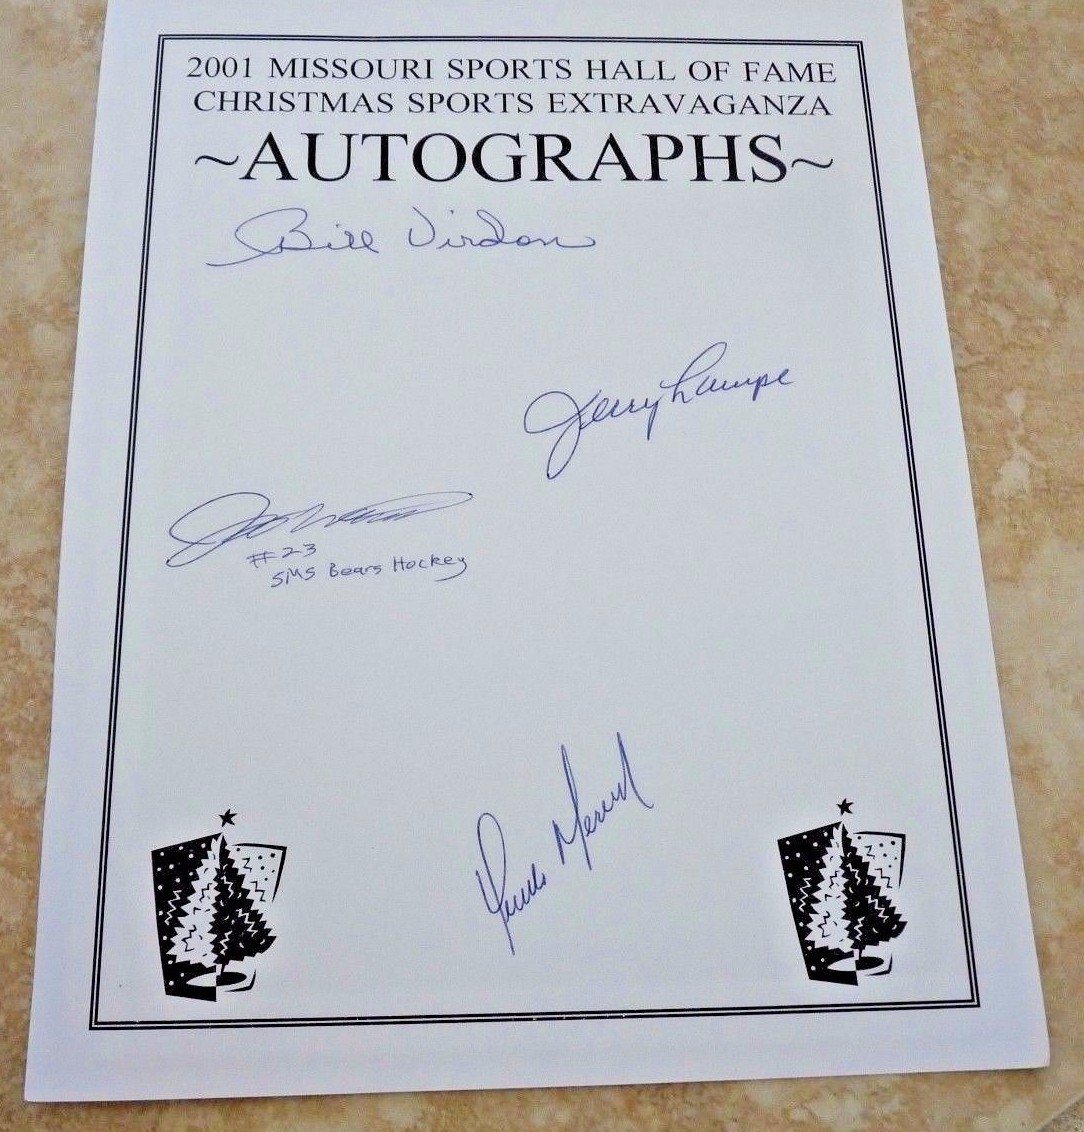 2001 MISSOURI SPORTS HALL OF FAME
CHRISTMAS SPORTS EXTRAVAGANZA
~AUTOGRAPHS~
Bill Virdon
Jerry Lumpe
#23
SMS Bears Hockey